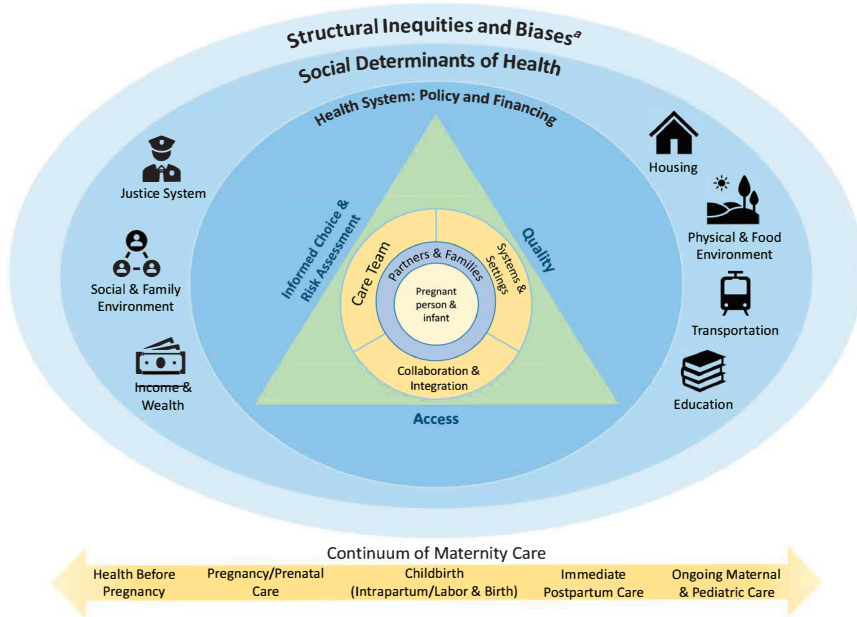 Structural Inequities and Biasesᵃ
Social Determinants of Health
Health System: Policy and Financing
Justice System
Social & Family
Environment
Income &
Wealth
Housing
Physical & Food
Environment
Transportation
Education
Informed Choice &
Risk Assessment
Quality
Access
Care Team
Systems &
Settings
Collaboration &
Integration
Partners & Families
Pregnant
person &
infant
Continuum of Maternity Care
Health Before
Pregnancy
Pregnancy/Prenatal
Care
Childbirth
(Intrapartum/Labor & Birth)
Immediate
Postpartum Care
Ongoing Maternal
& Pediatric Care